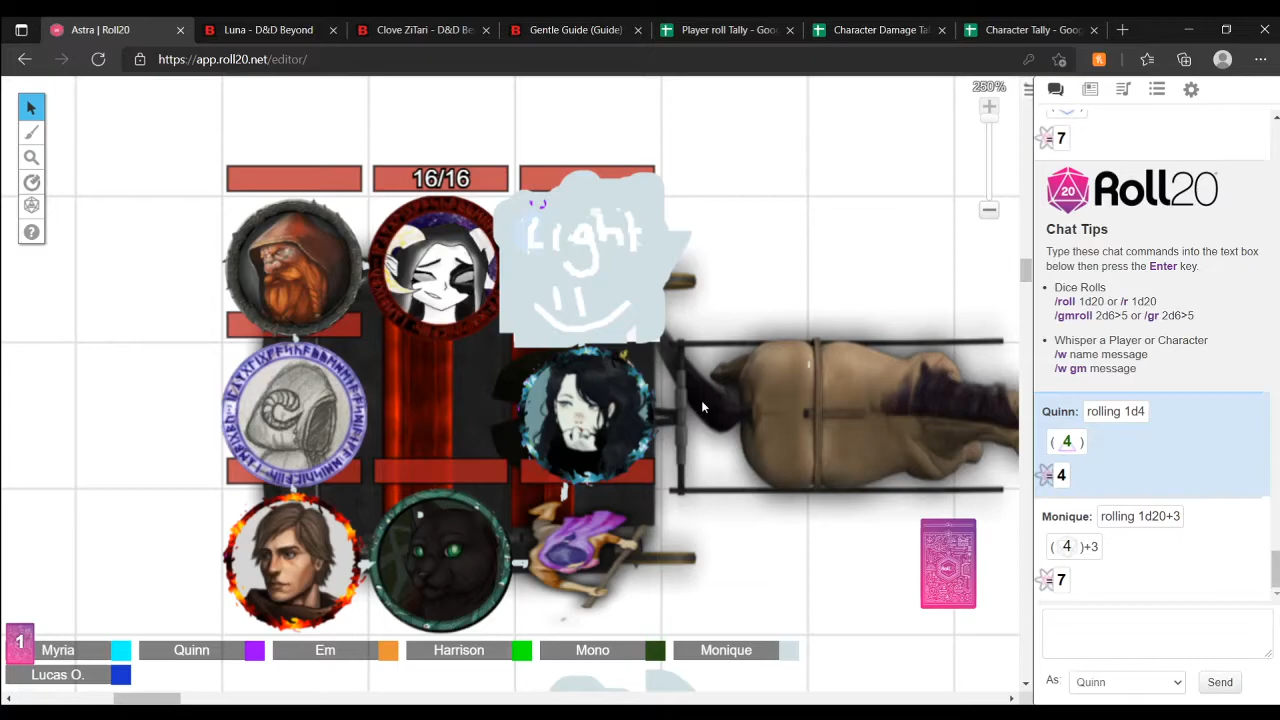 Astra | Roll20
Luna - D&D Beyond
Clove ZiTari - D&D Be
Gentle Guide (Guide)
Player roll Tally - Goo
Character Damage Ta
Character Tally - Goo
https://app.roll20.net/editor/
250%
16/16
Light
7
20 Roll20
Chat Tips
Type these chat commands into the text box
below then press the Enter key.
• Dice Rolls
/roll 1d20 or /r 1d20
/gmroll 2d6>5 or /gr 2d6>5
• Whisper a Player or Character
/w name message
/w gm message
Quinn: rolling 1d4
( 4 )
= 4
Monique: rolling 1d20+3
( 4 )+3
= 7
1
Myria
Quinn
Em
Harrison
Mono
Monique
Lucas O.
As: Quinn
Send